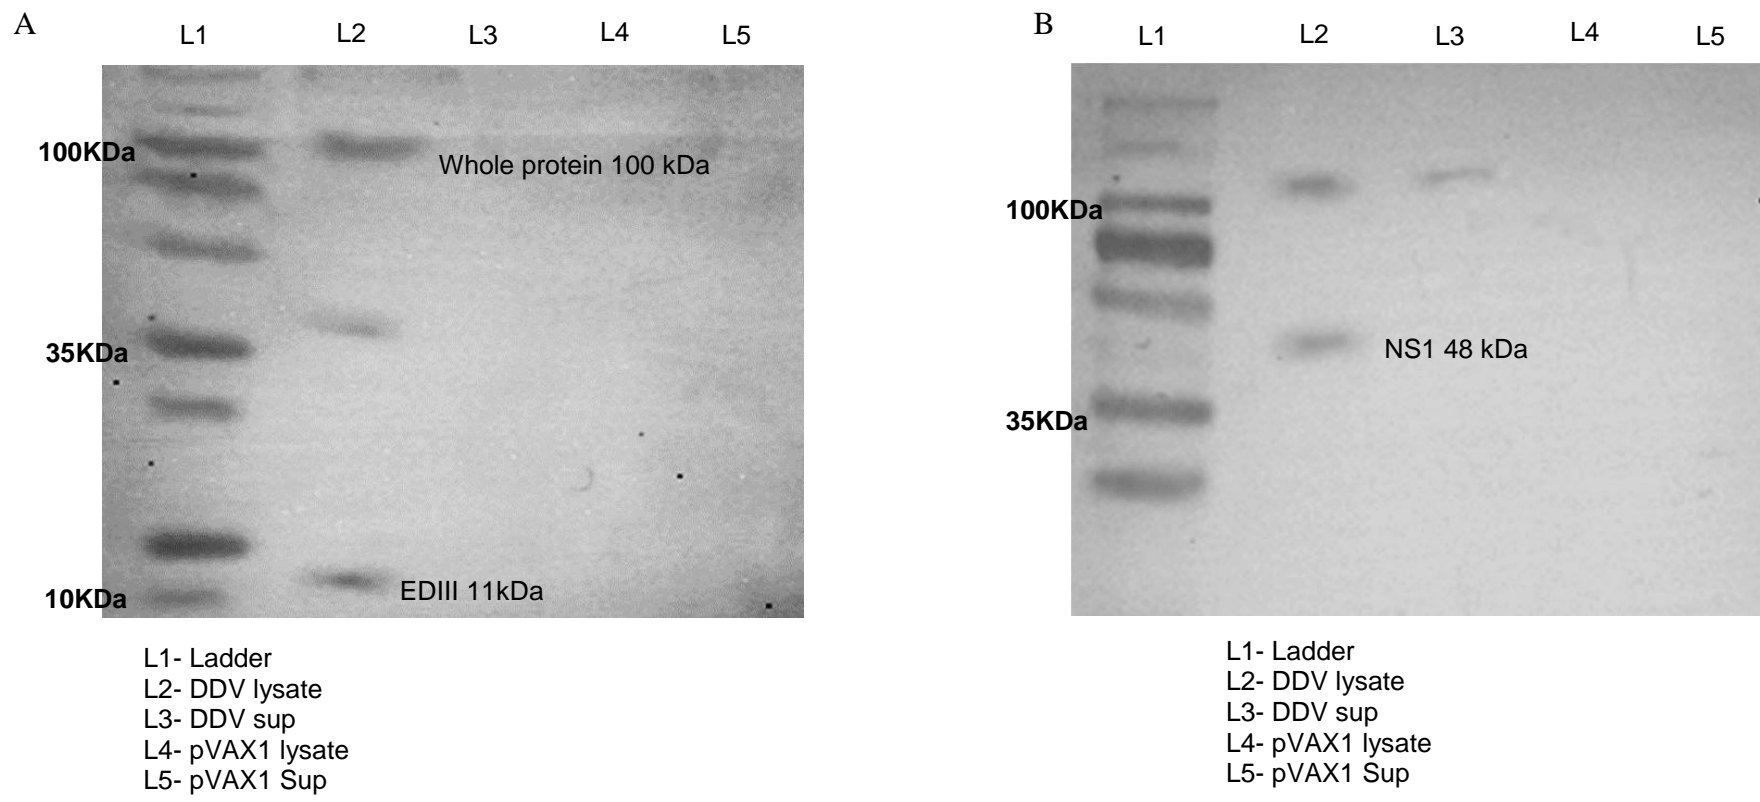 A
L1 L2 L3 L4 L5
100KDa
Whole protein 100 kDa
35KDa
EDIII 11kDa
10KDa
L1- Ladder
L2- DDV lysate
L3- DDV sup
L4- pVAX1 lysate
L5- pVAX1 Sup
B
L1 L2 L3 L4 L5
100KDa
NS1 48 kDa
35KDa
L1- Ladder
L2- DDV lysate
L3- DDV sup
L4- pVAX1 lysate
L5- pVAX1 Sup